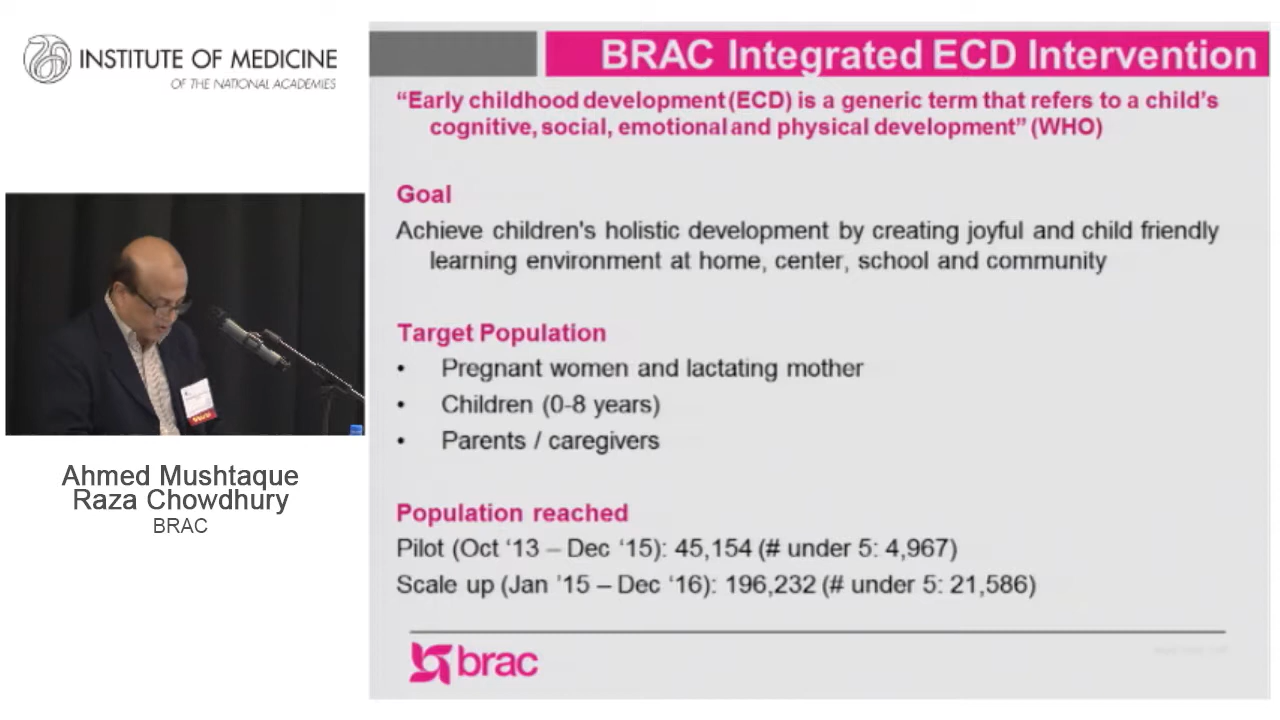 INSTITUTE OF MEDICINE
OF THE NATIONAL ACADEMIES
Ahmed Mushtaque
Raza Chowdhury
BRAC
BRAC Integrated ECD Intervention
“Early childhood development (ECD) is a generic term that refers to a child’s
cognitive, social, emotional and physical development” (WHO)
Goal
Achieve children's holistic development by creating joyful and child friendly
learning environment at home, center, school and community
Target Population
• Pregnant women and lactating mother
• Children (0-8 years)
• Parents / caregivers
Population reached
Pilot (Oct ‘13 – Dec ‘15): 45,154 (# under 5: 4,967)
Scale up (Jan ’15 – Dec ’16): 196,232 (# under 5: 21,586)
brac